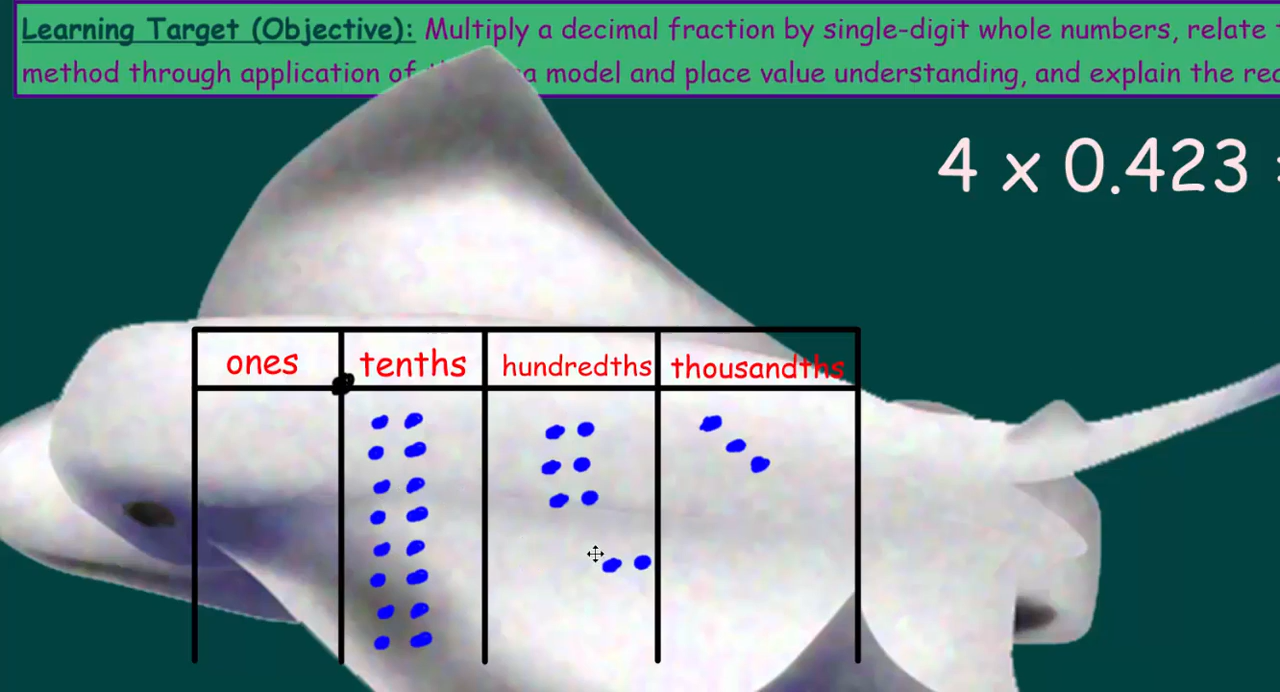 Learning Target (Objective): Multiply a decimal fraction by single-digit whole numbers, relate
method through application of a model and place value understanding, and explain the
4 x 0.423
ones tenths hundredths thousandths